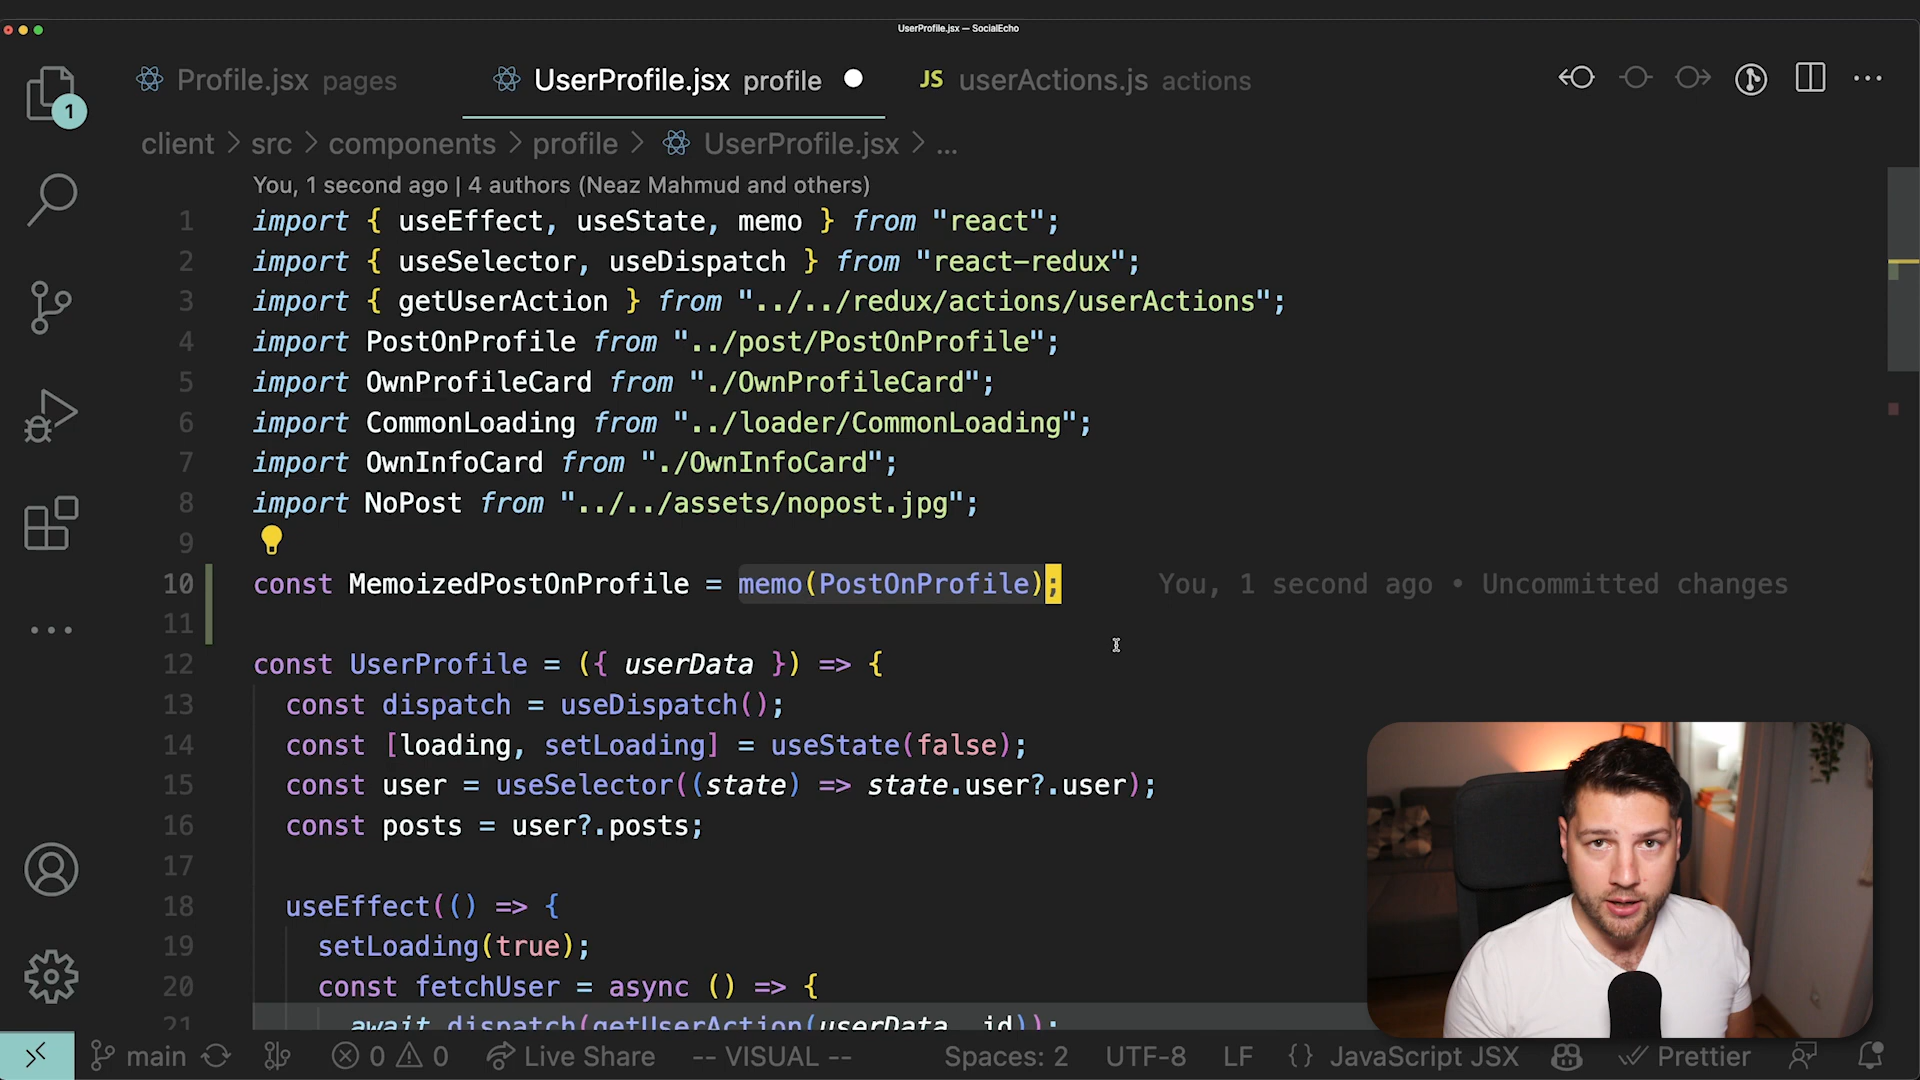 UserProfile.jsx — SocialEcho
Profile.jsx pages
UserProfile.jsx profile
JS userActions.js actions
1
client > src > components > profile > UserProfile.jsx > ...
You, 1 second ago | 4 authors (Neaz Mahmud and others)
1 import { useEffect, useState, memo } from "react";
2 import { useSelector, useDispatch } from "react-redux";
3 import { getUserAction } from "../../redux/actions/userActions";
4 import PostOnProfile from "../post/PostOnProfile";
5 import OwnProfileCard from "./OwnProfileCard";
6 import CommonLoading from "../loader/CommonLoading";
7 import OwnInfoCard from "./OwnInfoCard";
8 import NoPost from "../../assets/nopost.jpg";
9
10 const MemoizedPostOnProfile = memo(PostOnProfile); You, 1 second ago • Uncommitted changes
11
12 const UserProfile = ({ userData }) => {
13 const dispatch = useDispatch();
14 const [loading, setLoading] = useState(false);
15 const user = useSelector((state) => state.user?.user);
16 const posts = user?.posts;
17
18 useEffect(() => {
19 setLoading(true);
20 const fetchUser = async () => {
21 await dispatch(getUserAction(userData._id));
main 0 0 Live Share -- VISUAL -- Spaces: 2 UTF-8 LF {} JavaScript JSX Prettier